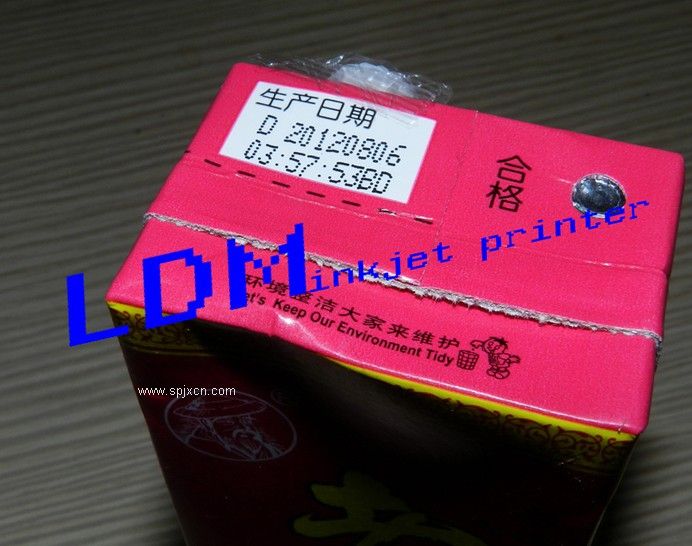 生产日期
D 20120806
03:57:53BD
合格
LDM inkjet printer
环境整洁大家来维护
Let's Keep Our Environment Tidy
www.spjxcn.com